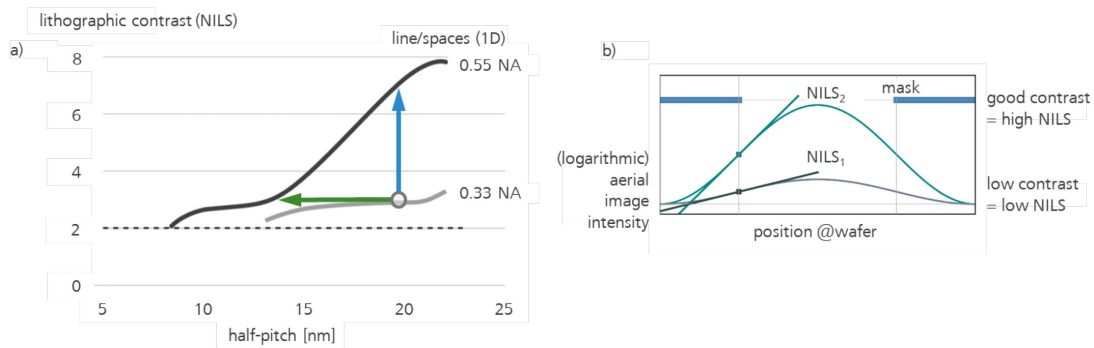 lithographic contrast (NILS)
a)
line/spaces (1D)
8
0.55 NA
6
4
0.33 NA
2
0
5 10 15 20 25
half-pitch [nm]
b)
mask
NILS₂
good contrast
= high NILS
NILS₁
(logarithmic)
aerial
image
intensity
low contrast
= low NILS
position @wafer